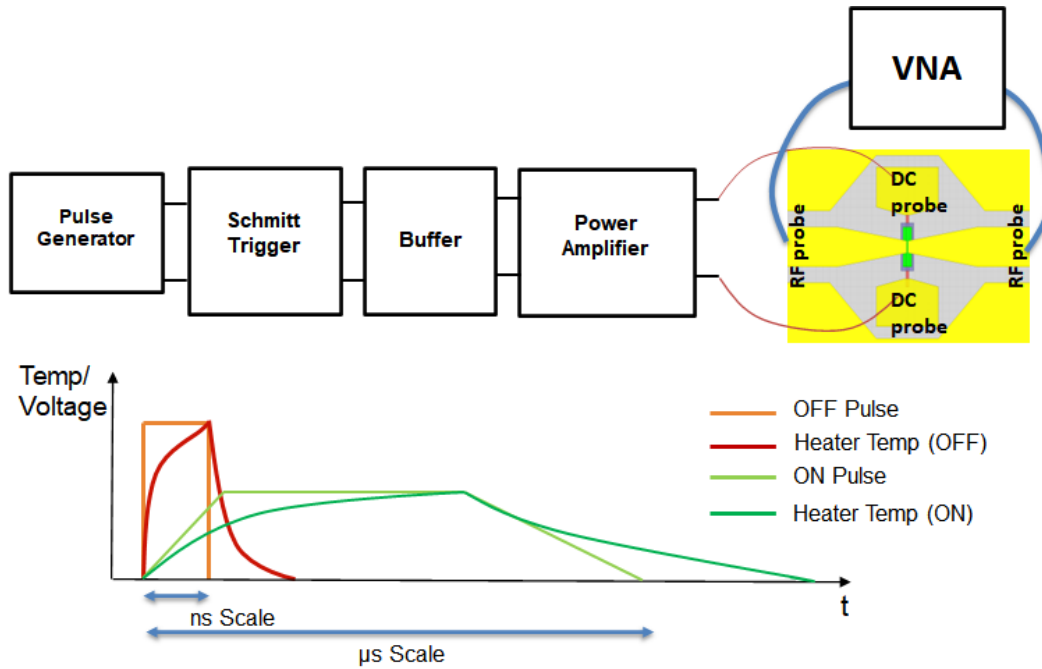 VNA
Pulse
Generator
Schmitt
Trigger
Buffer
Power
Amplifier
DC
probe
RF probe
RF probe
DC
probe
Temp/
Voltage
OFF Pulse
Heater Temp (OFF)
ON Pulse
Heater Temp (ON)
t
ns Scale
µs Scale